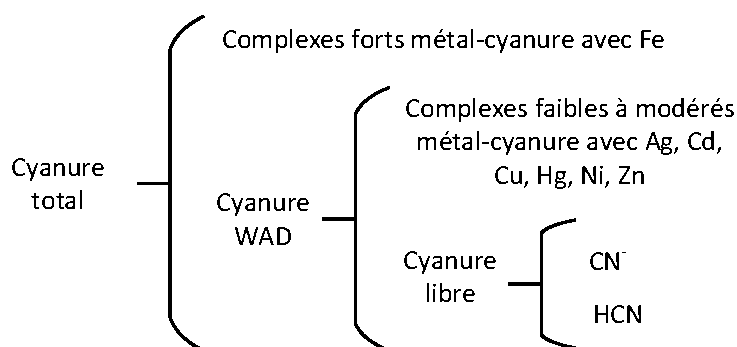 Complexes forts métal-cyanure avec Fe
Complexes faibles à modérés
métal-cyanure avec Ag, Cd,
Cu, Hg, Ni, Zn
Cyanure
total
Cyanure
WAD
Cyanure
libre
CN⁻
HCN